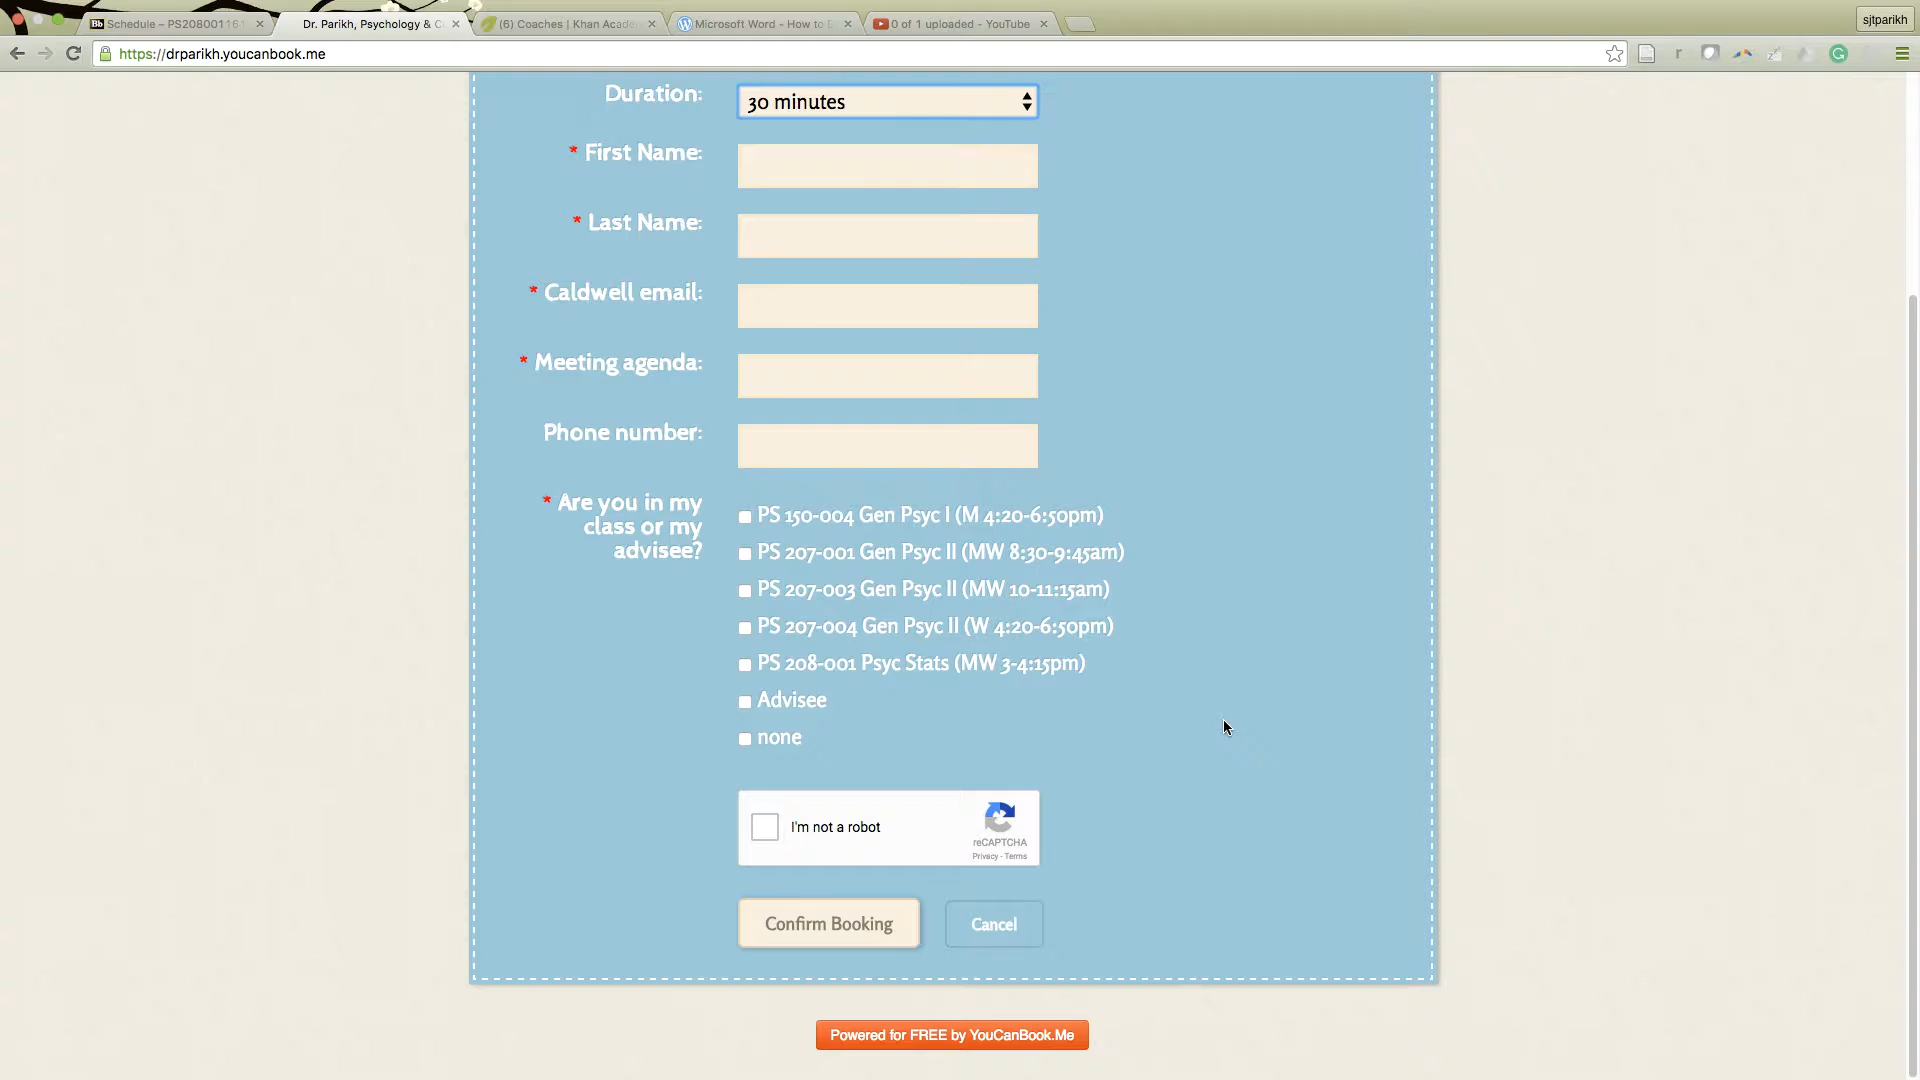 Schedule – PS20800116
Dr. Parikh, Psychology & C
(6) Coaches | Khan Acade
Microsoft Word - How to E
0 of 1 uploaded - YouTube
sjtparikh
https://drparikh.youcanbook.me
Duration:
30 minutes
* First Name:
* Last Name:
* Caldwell email:
* Meeting agenda:
Phone number:
* Are you in my
class or my
advisee?
PS 150-004 Gen Psyc I (M 4:20-6:50pm)
PS 207-001 Gen Psyc II (MW 8:30-9:45am)
PS 207-003 Gen Psyc II (MW 10-11:15am)
PS 207-004 Gen Psyc II (W 4:20-6:50pm)
PS 208-001 Psyc Stats (MW 3-4:15pm)
Advisee
none
I'm not a robot
reCAPTCHA
Privacy - Terms
Confirm Booking
Cancel
Powered for FREE by YouCanBook.Me